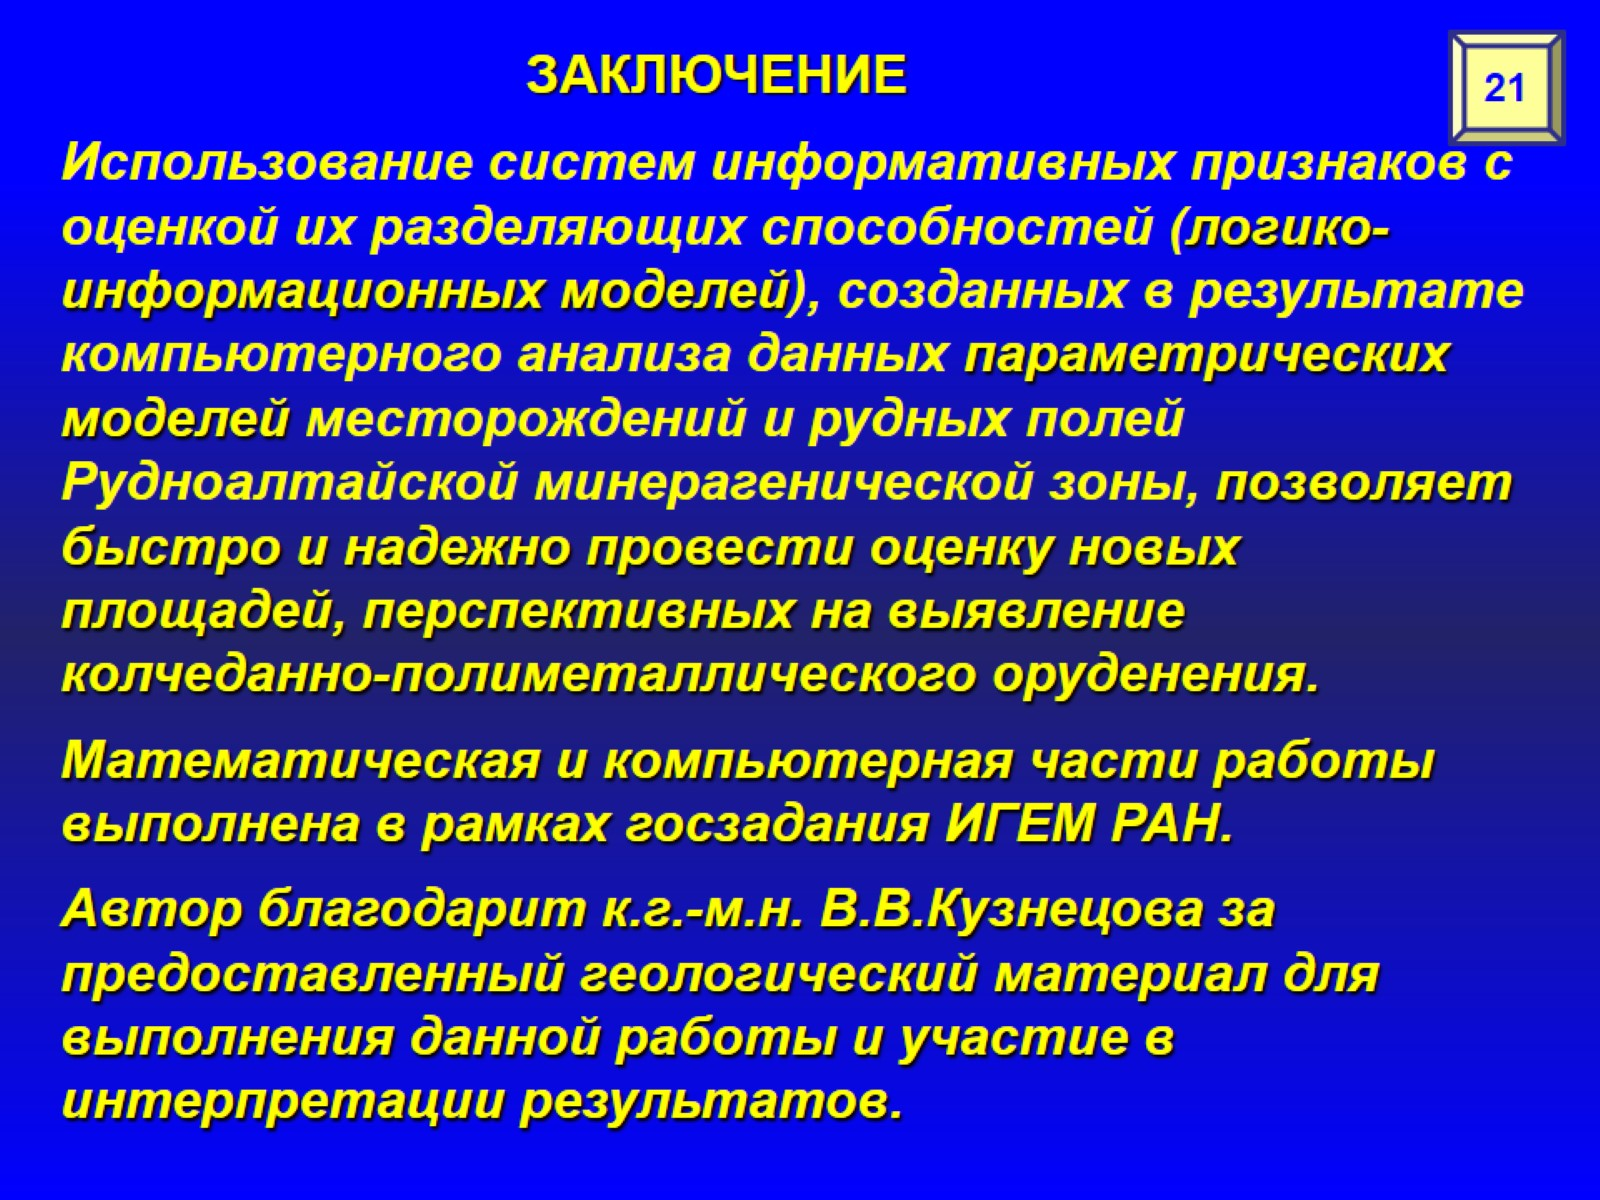 ЗАКЛЮЧЕНИЕ
21
Использование систем информативных признаков с
оценкой их разделяющих способностей (логико-
информационных моделей), созданных в результате
компьютерного анализа данных параметрических
моделей месторождений и рудных полей
Рудноалтайской минерагенической зоны, позволяет
быстро и надежно провести оценку новых
площадей, перспективных на выявление
колчеданно-полиметаллического оруденения.
Математическая и компьютерная части работы
выполнена в рамках госзадания ИГЕМ РАН.
Автор благодарит к.г.-м.н. В.В.Кузнецова за
предоставленный геологический материал для
выполнения данной работы и участие в
интерпретации результатов.